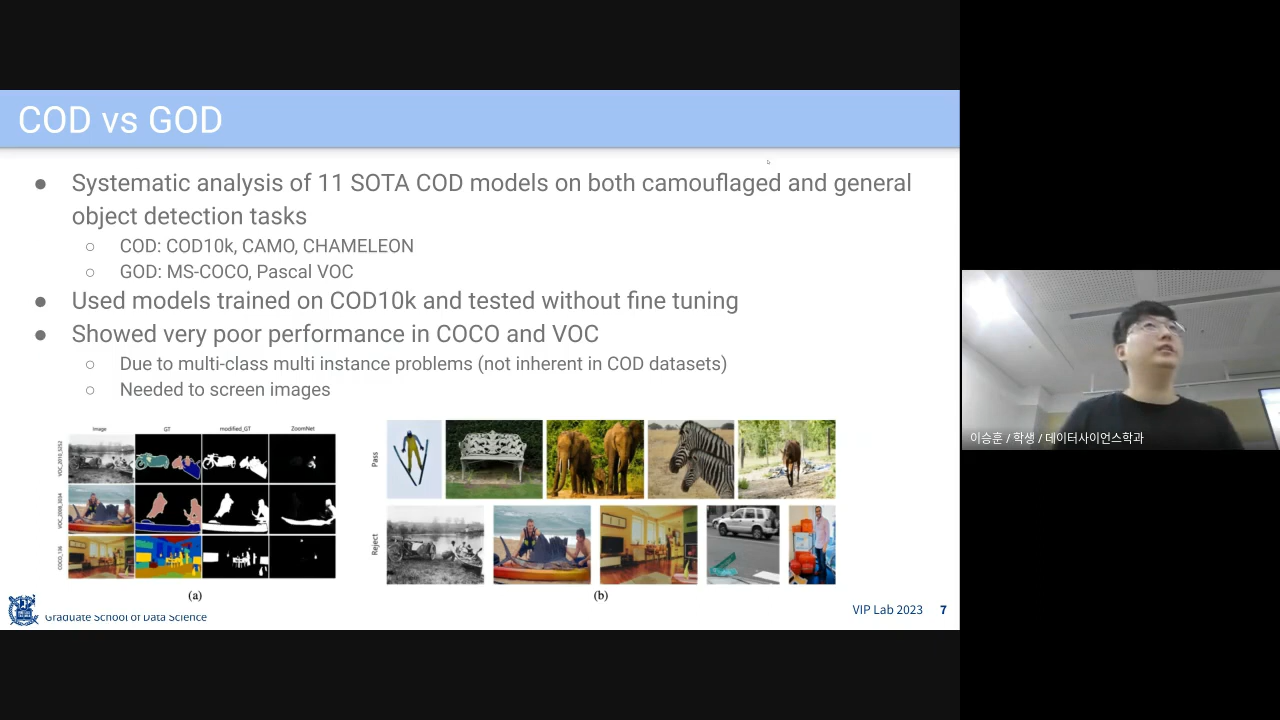 COD vs GOD
● Systematic analysis of 11 SOTA COD models on both camouflaged and general
object detection tasks
○ COD: COD10k, CAMO, CHAMELEON
○ GOD: MS-COCO, Pascal VOC
● Used models trained on COD10k and tested without fine tuning
● Showed very poor performance in COCO and VOC
○ Due to multi-class multi instance problems (not inherent in COD datasets)
○ Needed to screen images
Image GT modified_GT ZoomNet
COCO_136
(a)
Pass
Reject
(b)
Graduate School of Data Science
VIP Lab 2023 7
이승훈 / 학생 / 데이터사이언스학과